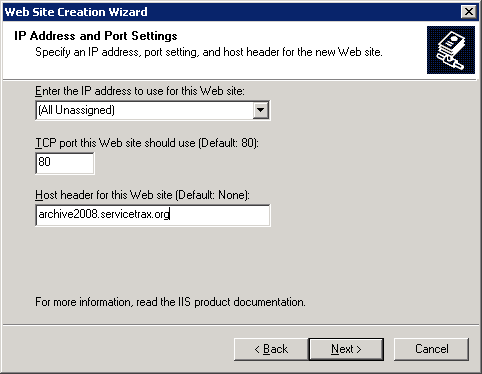 Web Site Creation Wizard
IP Address and Port Settings
Specify an IP address, port setting, and host header for the new Web site.
Enter the IP address to use for this Web site:
(All Unassigned)
TCP port this Web site should use (Default: 80):
80
Host header for this Web site (Default: None):
archive2008.servicetrax.org
For more information, read the IIS product documentation.
< Back Next > Cancel